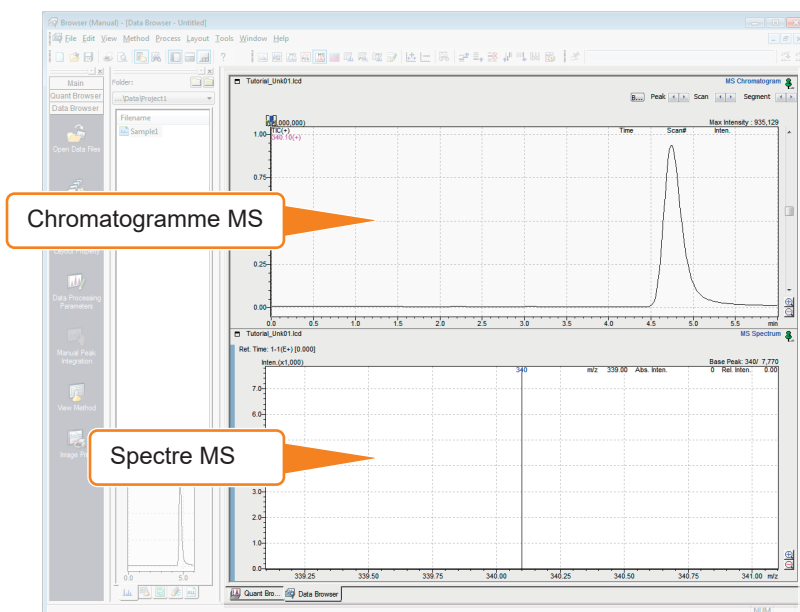 Browser (Manual) - [Data Browser - Untitled]
File Edit View Method Process Layout Tools Window Help
Main
Quant Browser
Data Browser
Open Data Files
Folder:
...\Data\Project1
Filename
Sample1
Tutorial_Unk01.lcd
MS Chromatogram
Peak Scan Segment
Max Intensity : 935,129
TIC(+)
340.10(+)
Time Scan# Inten.
1.00
0.75
0.25
0.00
0.0 0.5 1.0 1.5 2.0 2.5 3.0 3.5 4.0 4.5 5.0 5.5 min
Chromatogramme MS
Layout Property
Data Processing
Parameters
Manual Peak
Integration
View Method
Tutorial_Unk01.lcd
MS Spectrum
Ret. Time: 1-1(E+) [0.000]
Inten.(x1,000)
Base Peak: 340/ 7,770
340
m/z 339.00 Abs. Inten. 0 Rel. Inten. 0.00
7.0
6.0
3.0
2.0
1.0
0.0
339.25 339.50 339.75 340.00 340.25 340.50 340.75 341.00 m/z
Spectre MS
0.0 5.0
Quant Bro...
Data Browser
NUM